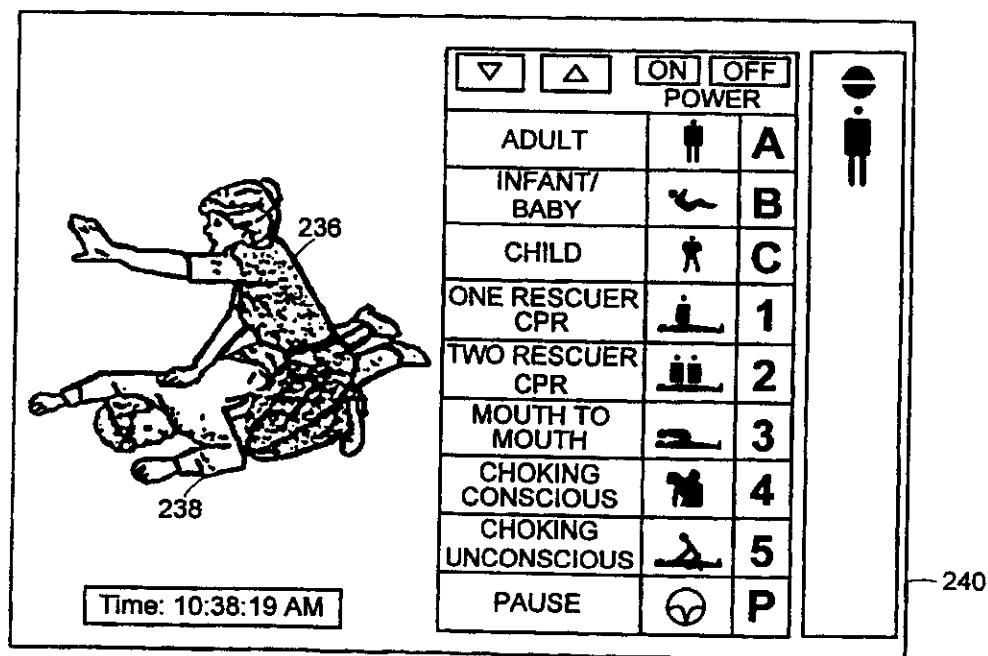 ON OFF
POWER
ADULT A
INFANT/
BABY B
CHILD C
ONE RESCUER
CPR 1
TWO RESCUER
CPR 2
MOUTH TO
MOUTH 3
CHOKING
CONSCIOUS 4
CHOKING
UNCONSCIOUS 5
PAUSE P
236
238
Time: 10:38:19 AM
240